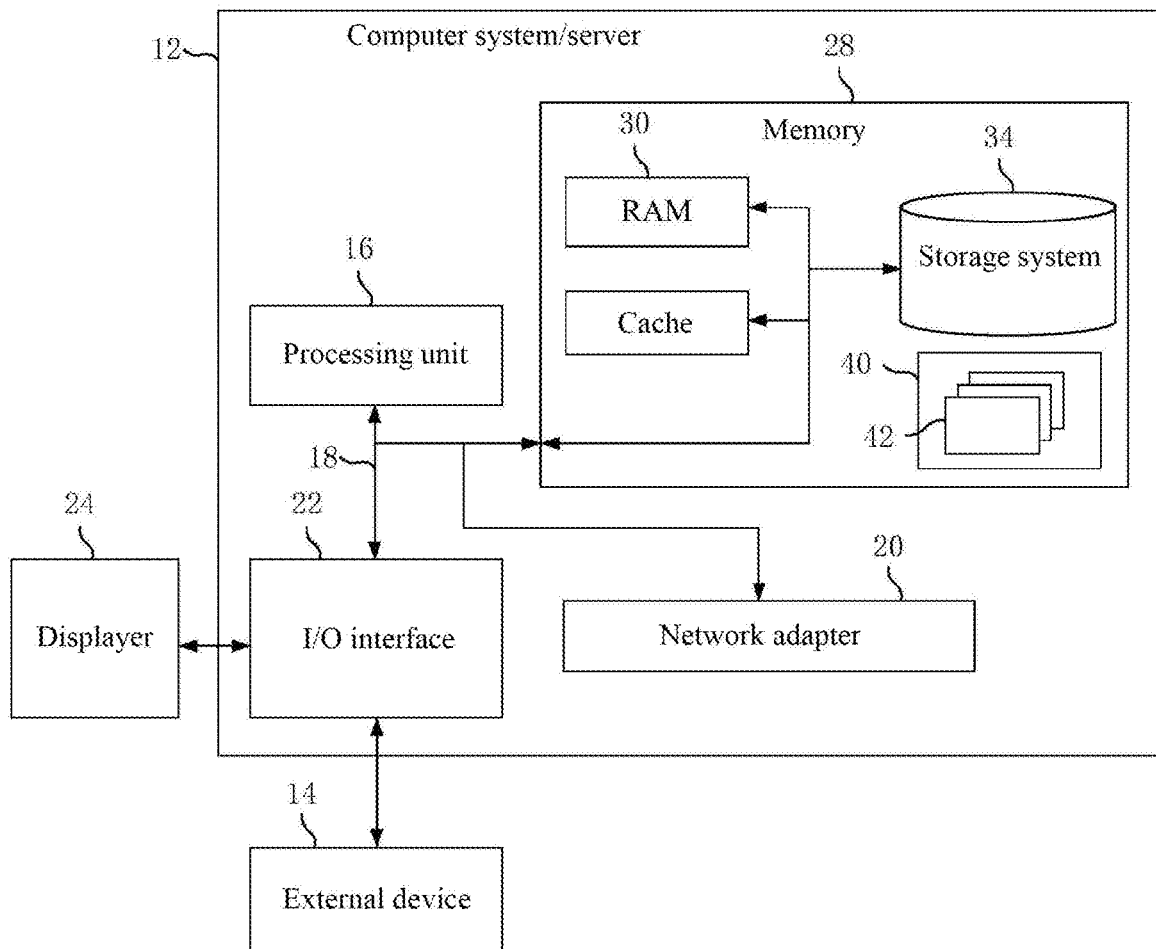 Computer system/server
12
28
Memory
30
34
RAM
Storage system
16
Cache
Processing unit
40
42
18
24
22
20
Displayer
I/O interface
Network adapter
14
External device